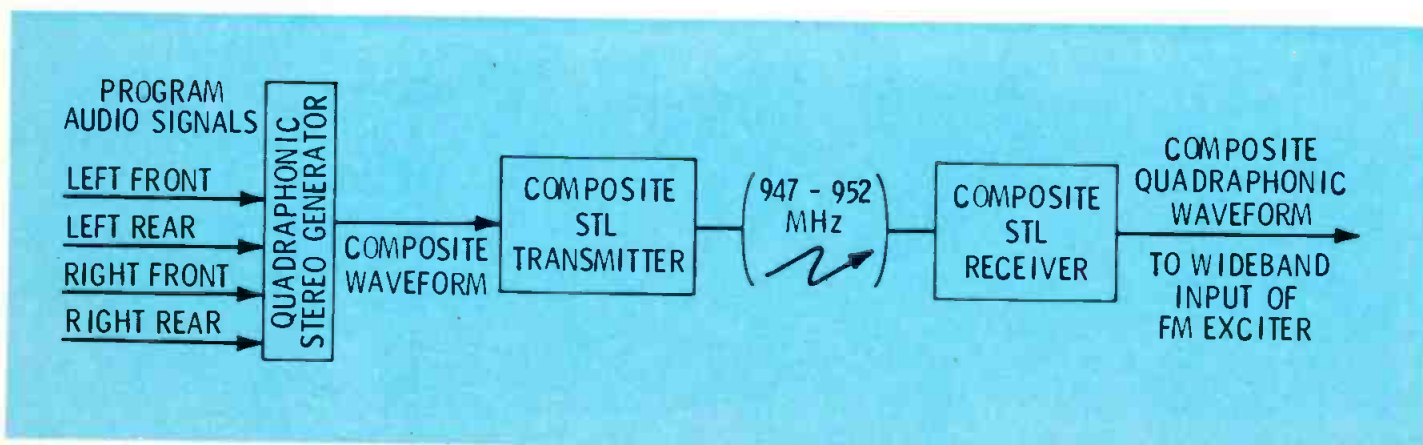 PROGRAM
AUDIO SIGNALS
LEFT FRONT
LEFT REAR
RIGHT FRONT
RIGHT REAR
QUADRAPHONIC
STEREO GENERATOR
COMPOSITE
WAVEFORM
COMPOSITE
STL
TRANSMITTER
947 - 952
MHz
COMPOSITE
STL
RECEIVER
COMPOSITE
QUADRAPHONIC
WAVEFORM
TO WIDEBAND
INPUT OF
FM EXCITER